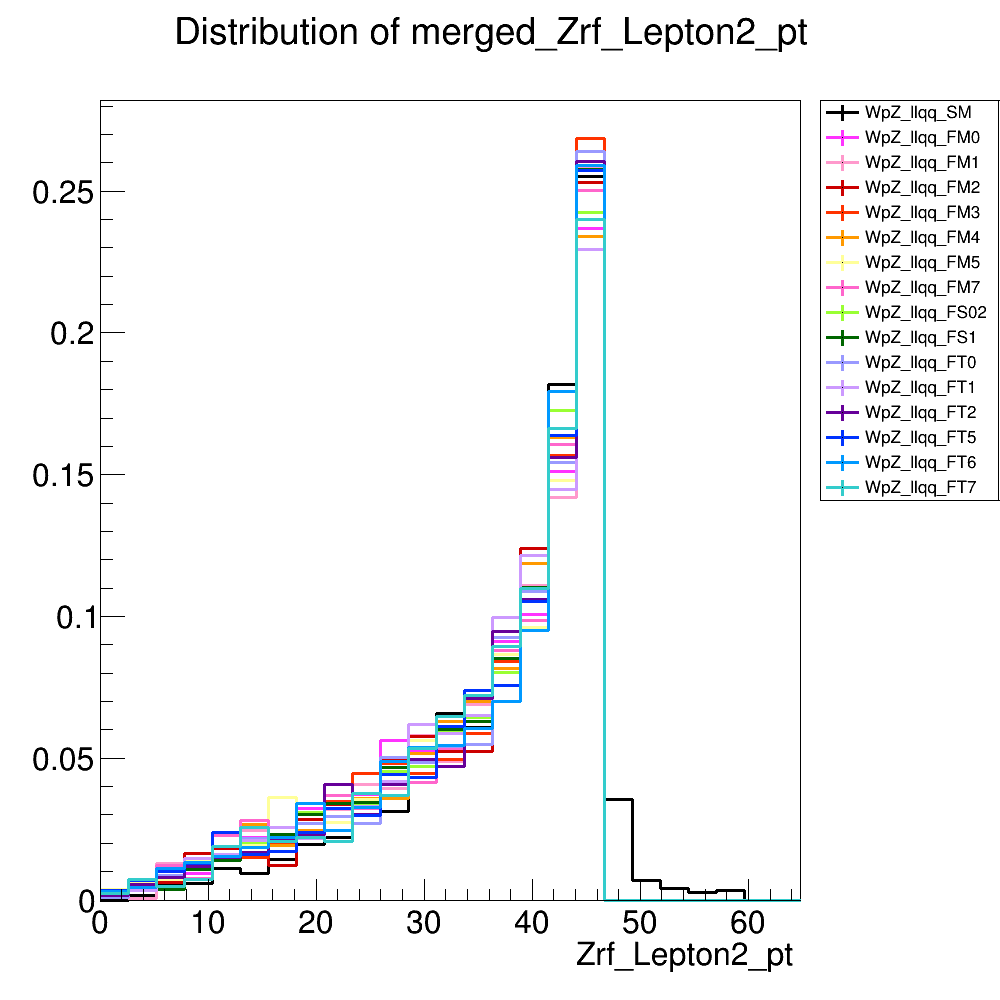 Distribution of merged_Zrf_Lepton2_pt
WpZ_llqq_SM
WpZ_llqq_FM0
WpZ_llqq_FM1
WpZ_llqq_FM2
WpZ_llqq_FM3
WpZ_llqq_FM4
WpZ_llqq_FM5
WpZ_llqq_FM7
WpZ_llqq_FS02
WpZ_llqq_FS1
WpZ_llqq_FT0
WpZ_llqq_FT1
WpZ_llqq_FT2
WpZ_llqq_FT5
WpZ_llqq_FT6
WpZ_llqq_FT7
0.25
0.2
0.15
0.1
0.05
0
0 10 20 30 40 50 60
Zrf_Lepton2_pt